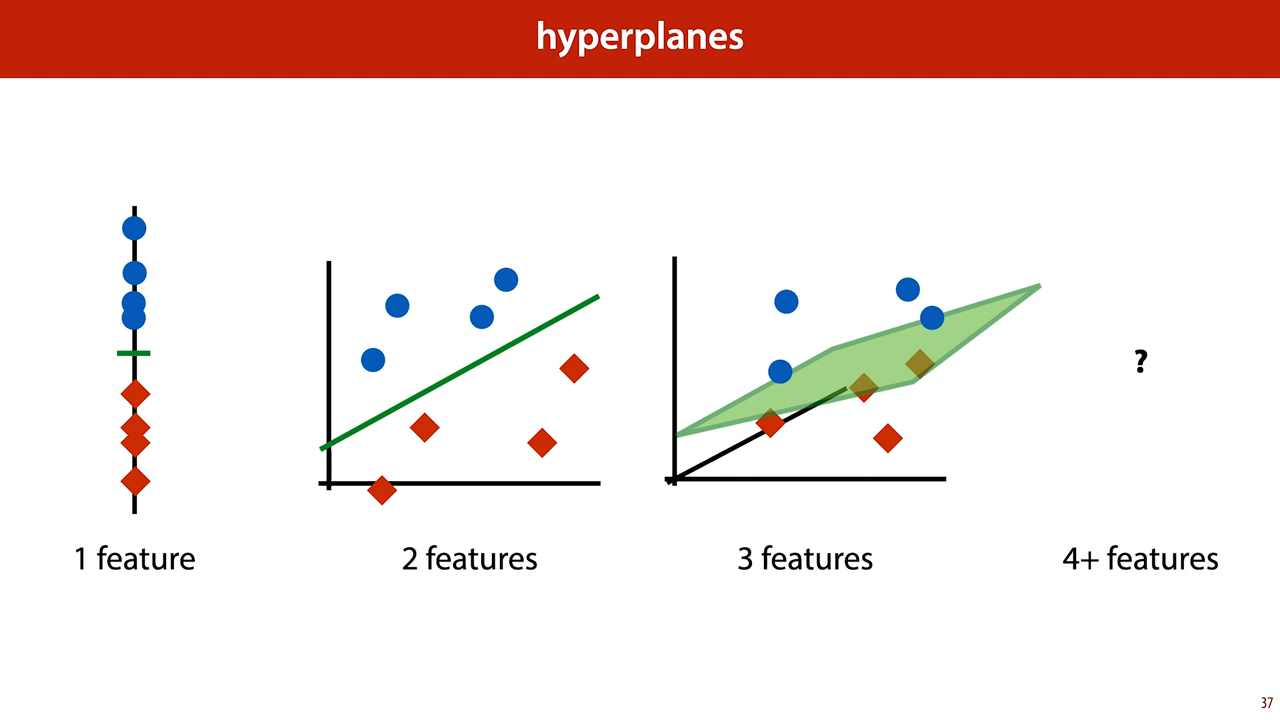 hyperplanes
?
1 feature
2 features
3 features
4+ features
37